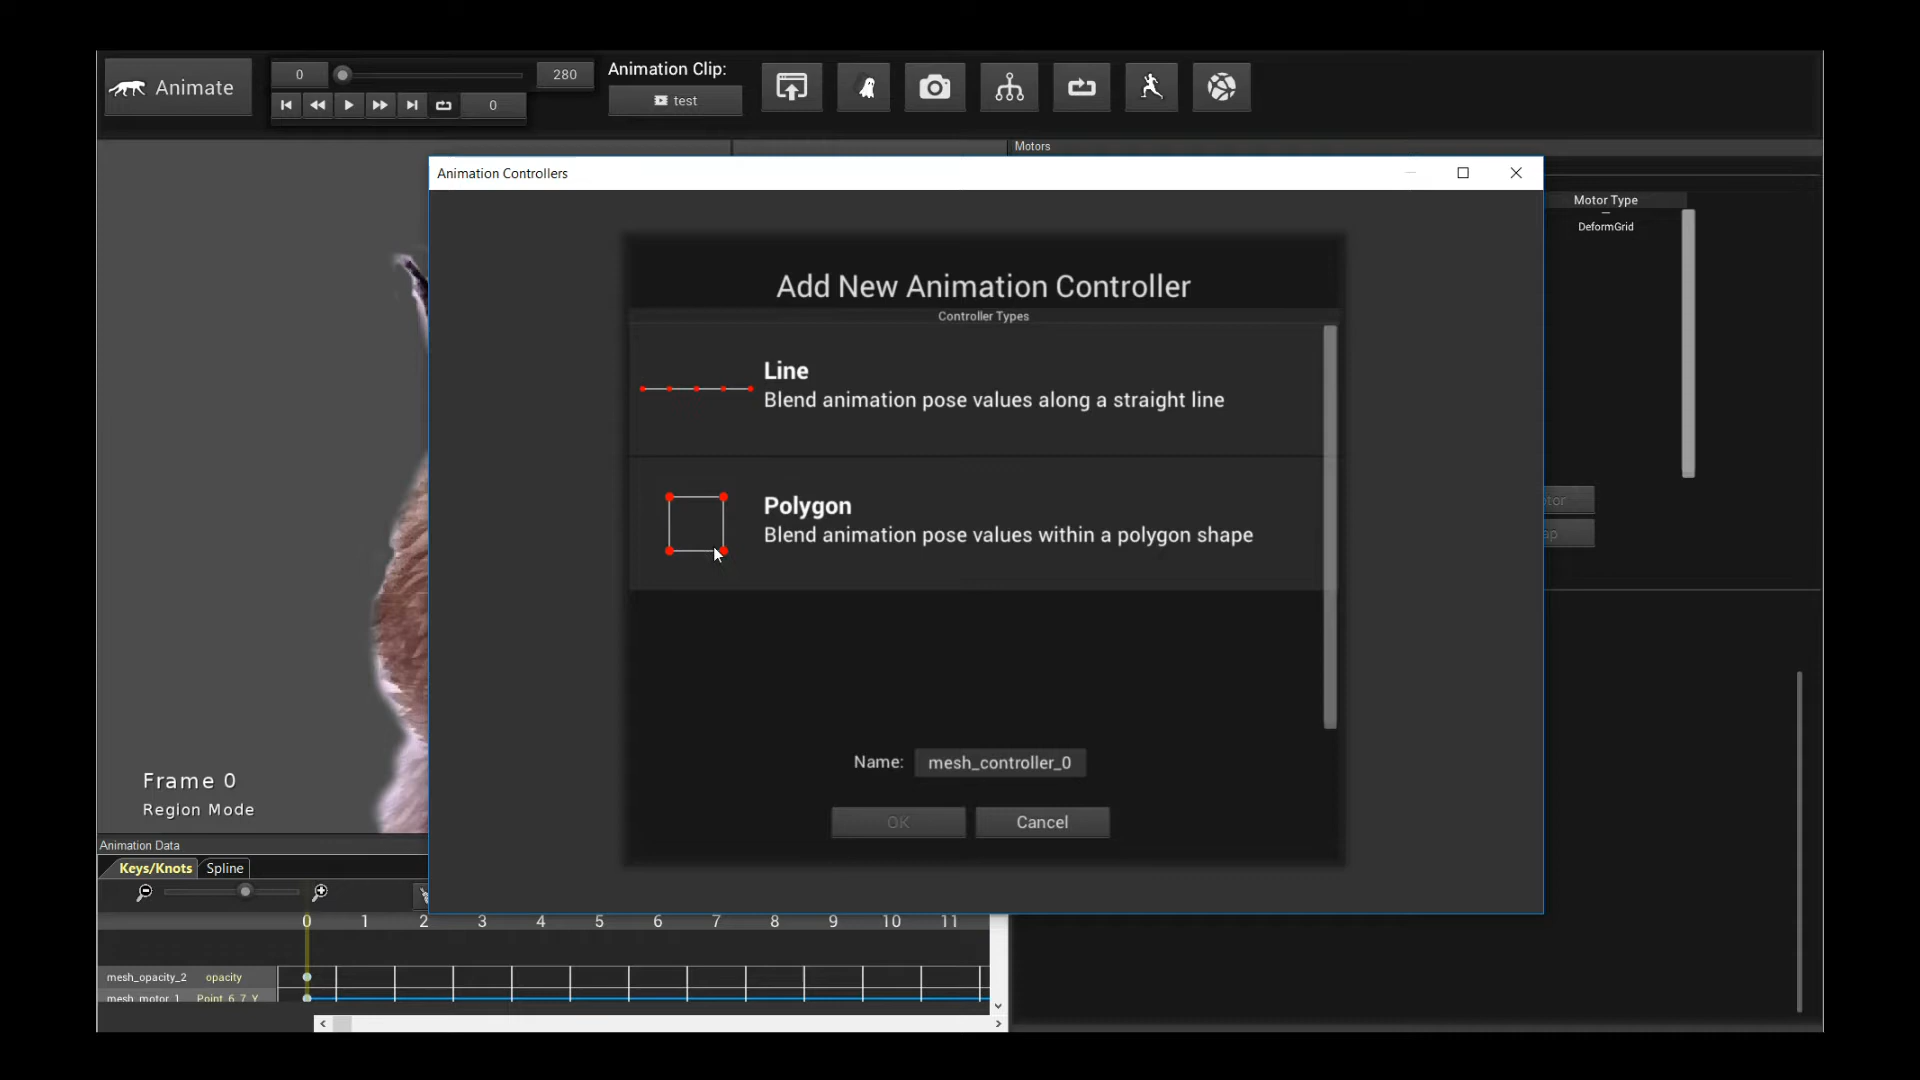 Animate
0
280
0
Animation Clip:
test
Motors
Animation Controllers
Motor Type
DeformGrid
Add New Animation Controller
Controller Types
Line
Blend animation pose values along a straight line
Polygon
Blend animation pose values within a polygon shape
Name: mesh_controller_0
OK Cancel
Frame 0
Region Mode
Animation Data
Keys/Knots Spline
0 1 2 3 4 5 6 7 8 9 10 11
mesh_opacity_2 opacity
mesh_motor_1 Point_6_7_Y